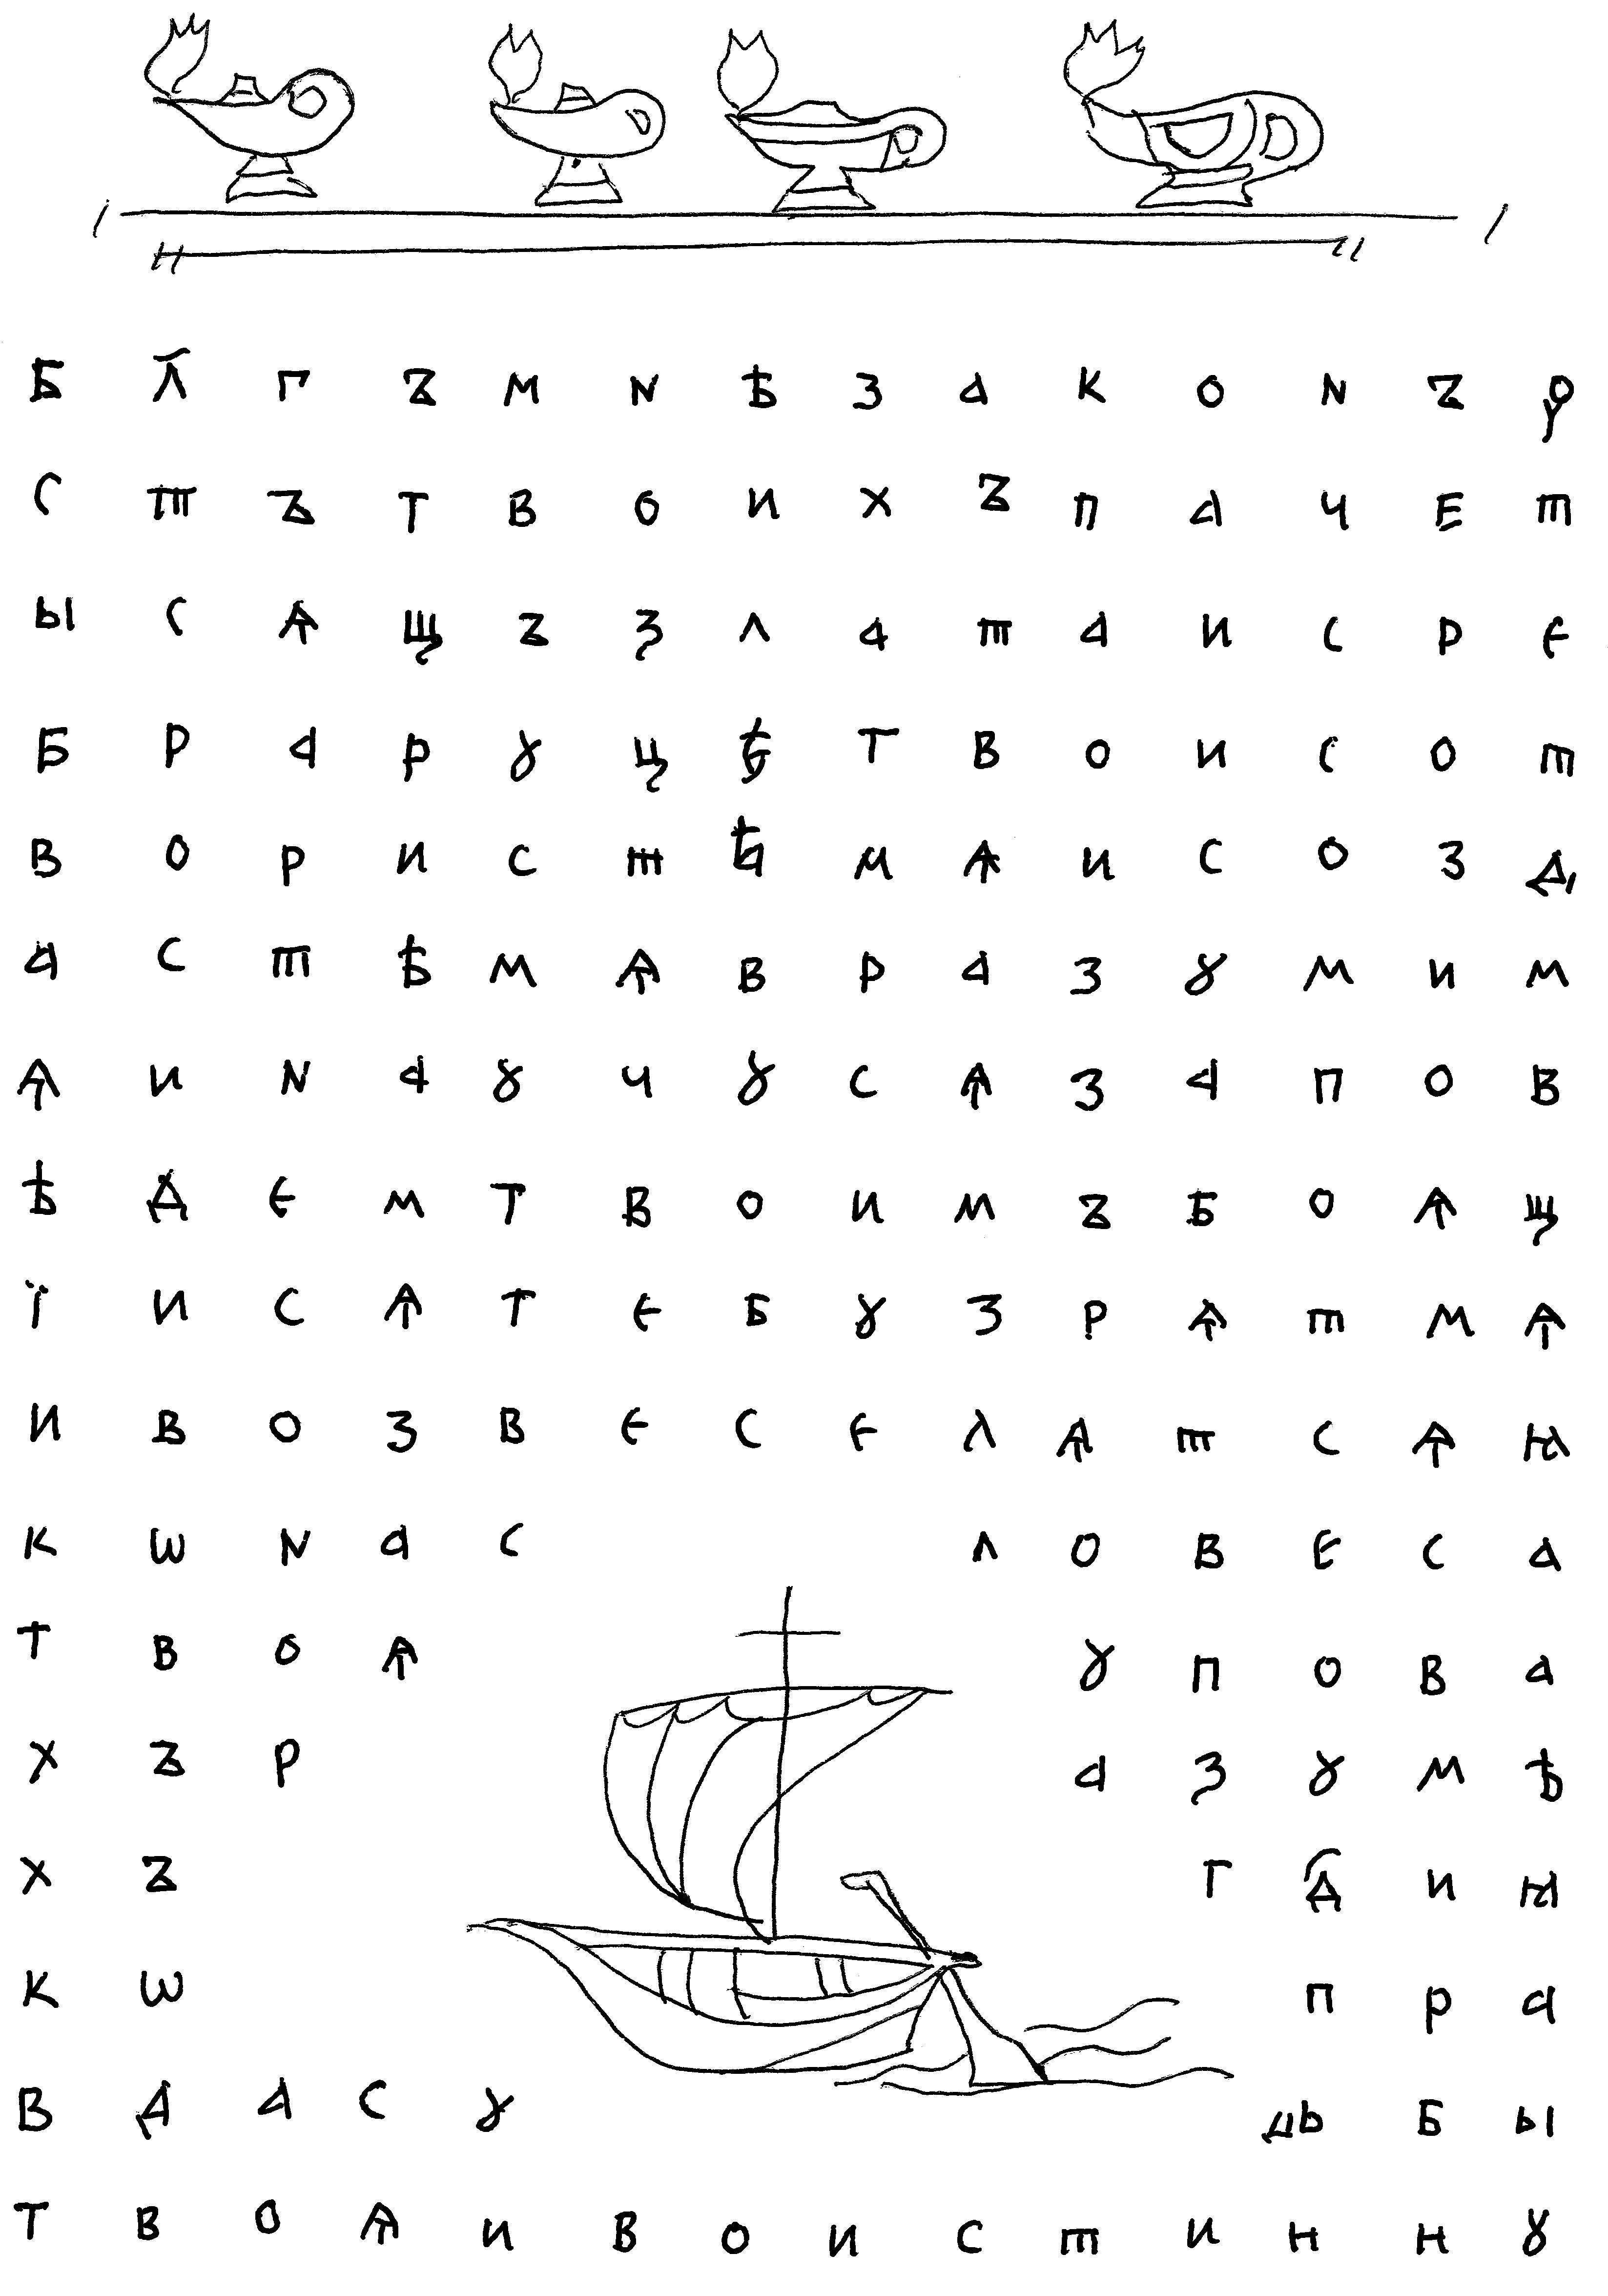 Б Л҃ Г Ъ М N Ѣ З А К О N Ъ Ꙋ
С Т Ъ Т В О И Х Ъ П А Ч Е Т
Ы С Ѧ Щ Ъ З Л А Т А И С Р Е
Б Р А Р Ꙋ Ц Ѣ Т В О И С О Т
В О Р И С Т Ѣ М Ѧ И С О З Д
А С Т Ѣ М Ѧ В Р А З Ꙋ М И М
Ѧ И N А Ꙋ Ч Ꙋ С Ѧ З А П О В
Ѣ Д Е М Т В О И М Ъ Б О Ѧ Щ
Ї И С Ѧ Т Е Б Ꙋ З Р Ѧ Т М Ѧ
И В О З В Е С Е Л Ѧ Т С Ѧ Ꙗ
К Ѡ N А С Л О В Е С А
Т В О Ѧ Ꙋ П О В А
Х Ъ Р А З Ꙋ М Ѣ
Х Ъ Г Д҃ И Ꙗ
К Ѡ П Р А
В Д А С Ꙋ ДЬ Б Ы
Т В О Ѧ И В О И С Т И Н Н Ꙋ